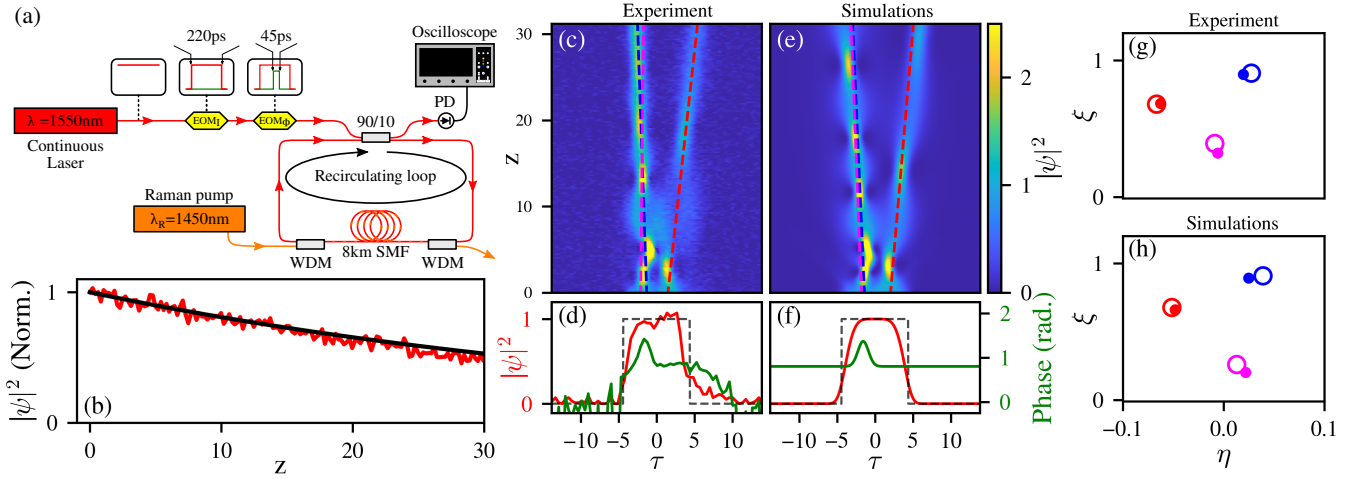 (a)
220ps
45ps
Oscilloscope
PD
λ =1550nm
EOM_I
EOM_Φ
90/10
Continuous
Laser
Recirculating loop
Raman pump
λ_R=1450nm
8km SMF
WDM
WDM
|ψ|² (Norm.)
1
0
(b)
0
10
20
30
z
Experiment
Simulations
(c)
(e)
z
30
25
20
15
10
5
0
2
1
0
|ψ|²
(d)
(f)
|ψ|²
1
0
2
1
0
Phase (rad.)
−10
−5
0
5
10
τ
−10
−5
0
5
10
τ
Experiment
(g)
ξ
1
0
Simulations
(h)
ξ
1
0
−0.1
0.0
0.1
η